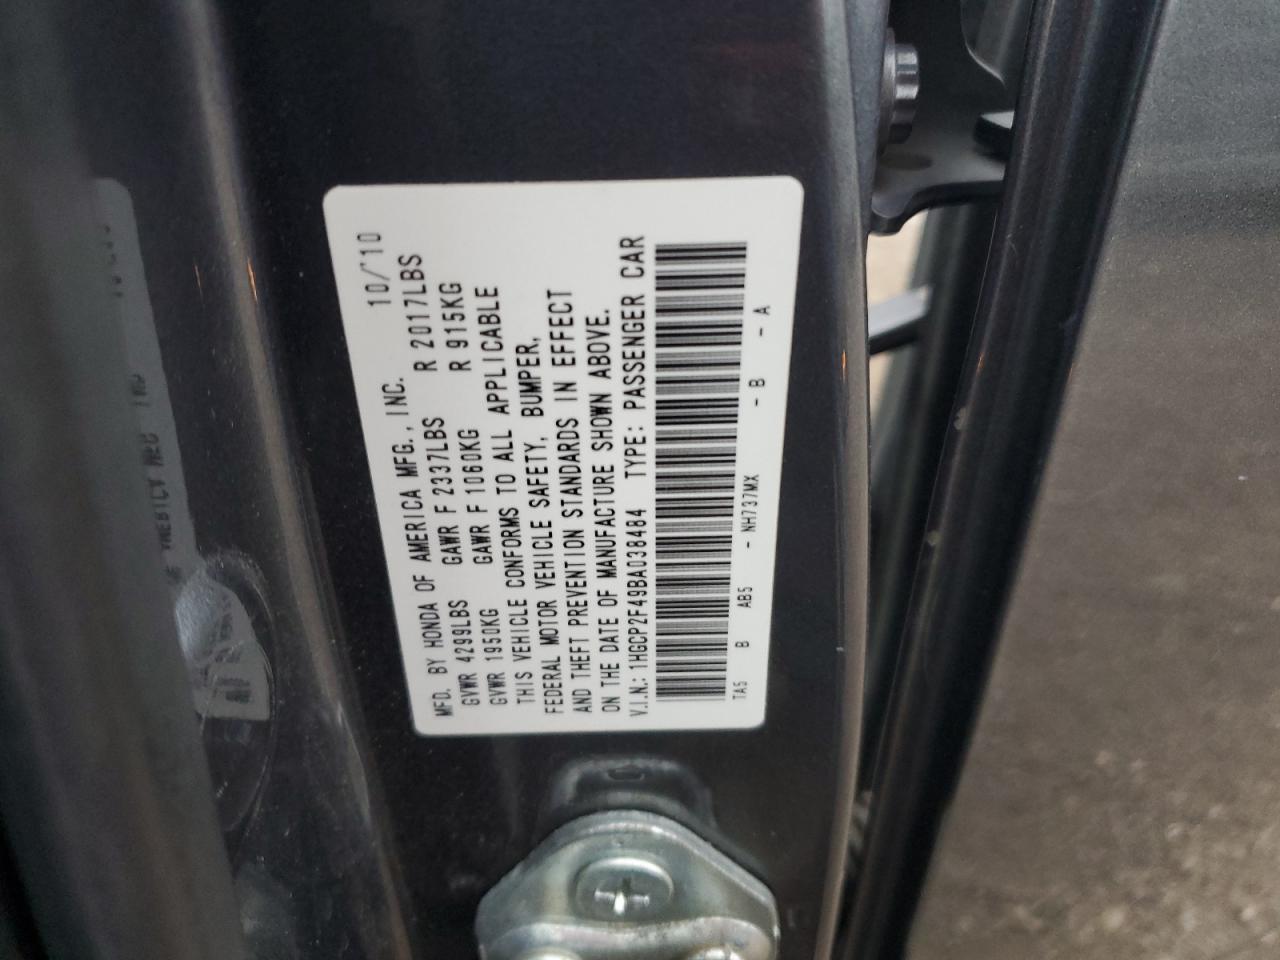 MFD. BY HONDA OF AMERICA MFG., INC. 10/'10
GVWR 4299LBS GAWR F 2337LBS R 2017LBS
GVWR 1950KG GAWR F 1060KG R 915KG
THIS VEHICLE CONFORMS TO ALL APPLICABLE
FEDERAL MOTOR VEHICLE SAFETY, BUMPER,
AND THEFT PREVENTION STANDARDS IN EFFECT
ON THE DATE OF MANUFACTURE SHOWN ABOVE.
V.I.N.: 1HGCP2F49BA038484 TYPE: PASSENGER CAR
TA5 B AB5 - NH737MX - B - A